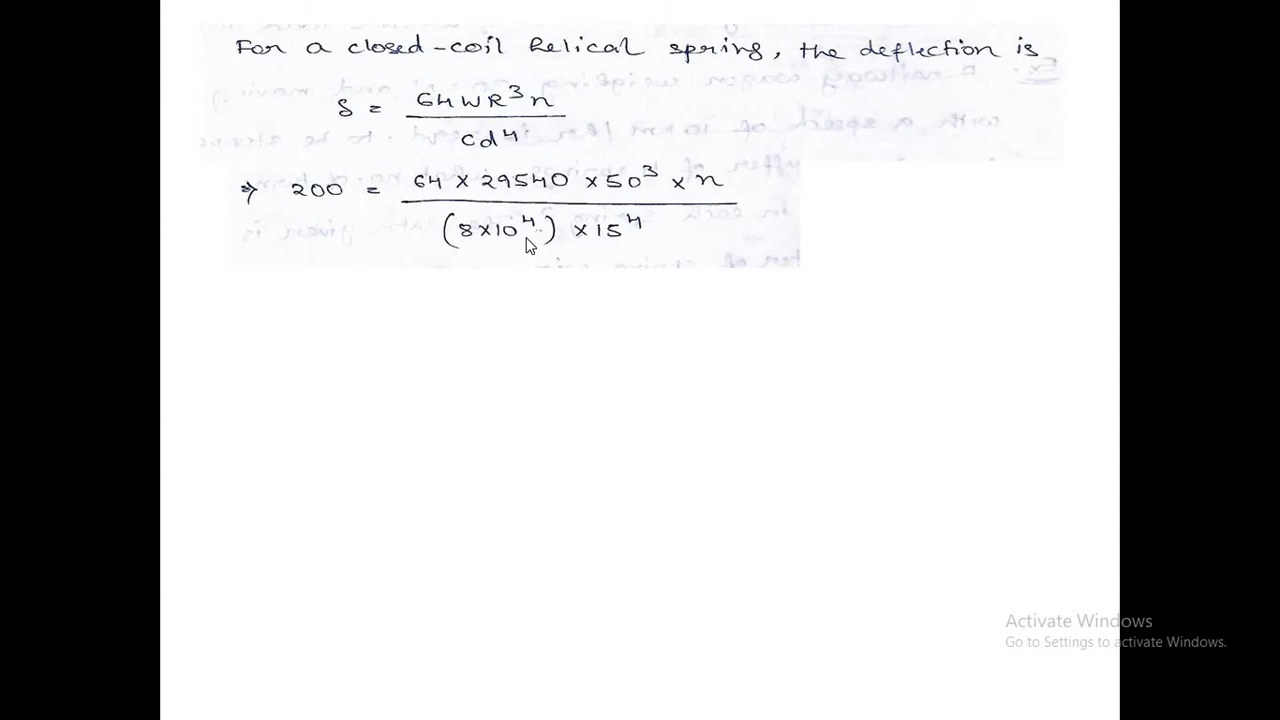 For a closed-coil helical spring, the deflection is
δ = 64WR³n / Cd⁴
⇒ 200 = 64 × 29540 × 50³ × n / (8×10⁴) × 15⁴
Activate Windows
Go to Settings to activate Windows.